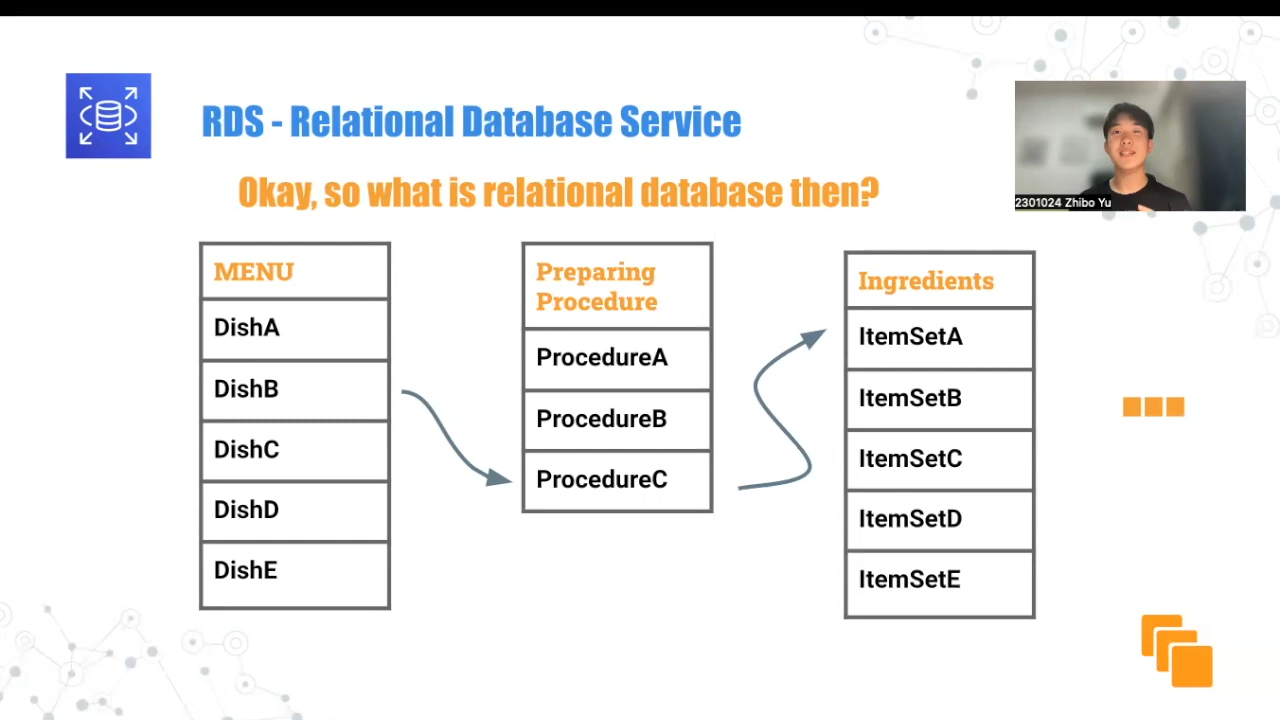 RDS - Relational Database Service
Okay, so what is relational database then?
2301024 Zhibo Yu
MENU
DishA
DishB
DishC
DishD
DishE
Preparing
Procedure
ProcedureA
ProcedureB
ProcedureC
Ingredients
ItemSetA
ItemSetB
ItemSetC
ItemSetD
ItemSetE